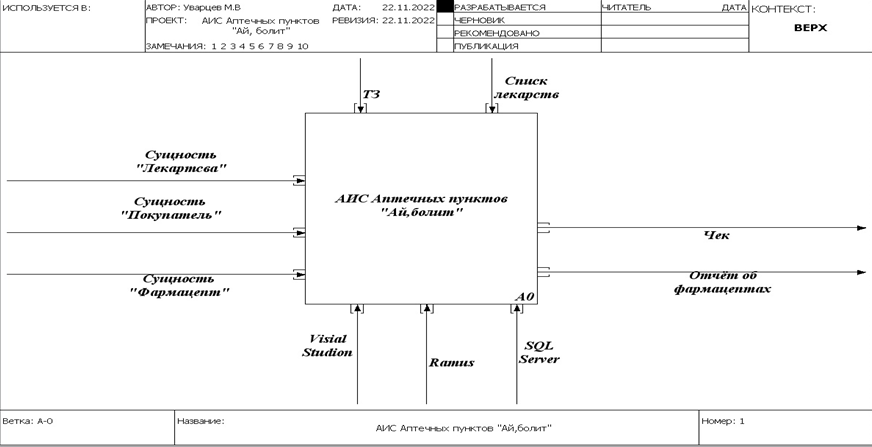 ИСПОЛЬЗУЕТСЯ В:
АВТОР: Уварцев М.В
ДАТА: 22.11.2022
ПРОЕКТ: АИС Аптечных пунктов
"Ай, болит"
РЕВИЗИЯ: 22.11.2022
ЗАМЕЧАНИЯ: 1 2 3 4 5 6 7 8 9 10
РАЗРАБАТЫВАЕТСЯ
ЧЕРНОВИК
РЕКОМЕНДОВАНО
ПУБЛИКАЦИЯ
ЧИТАТЕЛЬ
ДАТА
КОНТЕКСТ:
ВЕРХ
ТЗ
Списк
лекарств
Сущность
"Лекартсва"
Сущность
"Покупатель"
Сущность
"Фармацепт"
АИС Аптечных пунктов
"Ай,болит"
A0
Чек
Отчёт об
фармацептах
Visial
Studion
Ramus
SQL
Server
Ветка: A-0
Название:
АИС Аптечных пунктов "Ай,болит"
Номер: 1